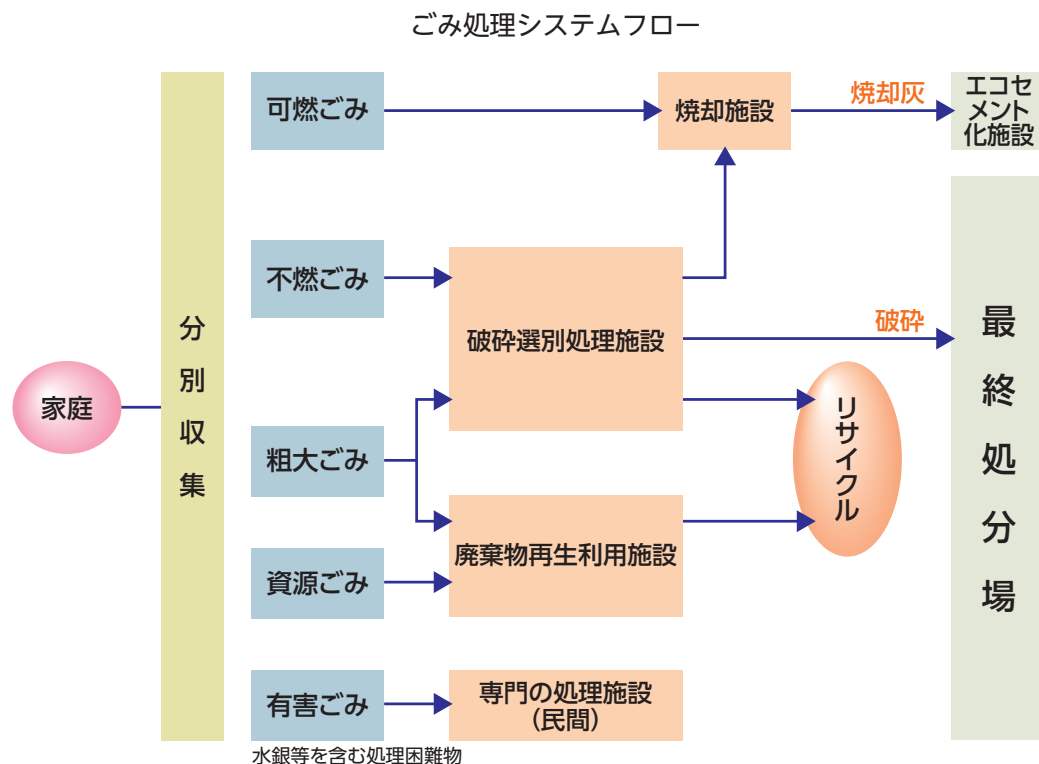 ごみ処理システムフロー
家庭
分別収集
可燃ごみ
焼却施設
焼却灰
エコセ
メント
化施設
不燃ごみ
破砕選別処理施設
破砕
最終処分場
粗大ごみ
リサイクル
廃棄物再生利用施設
資源ごみ
有害ごみ
専門の処理施設
(民間)
水銀等を含む処理困難物